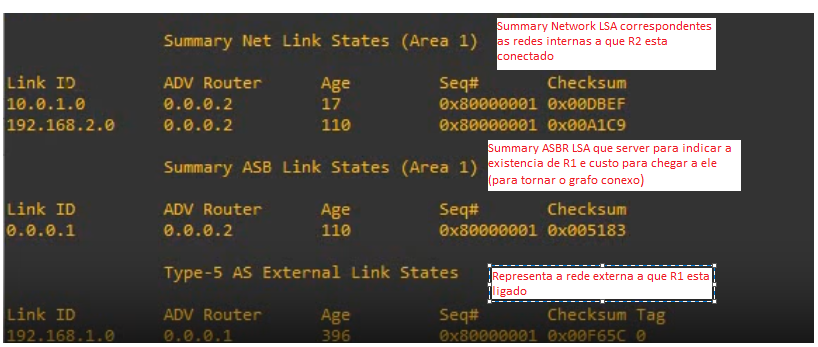 Summary Net Link States (Area 1)
Summary Network LSA correspondentes
as redes internas a que R2 esta
conectado
Link ID ADV Router Age Seq# Checksum
10.0.1.0 0.0.0.2 17 0x80000001 0x00DBEF
192.168.2.0 0.0.0.2 110 0x80000001 0x00A1C9
Summary ASB Link States (Area 1)
Summary ASBR LSA que server para indicar a
existencia de R1 e custo para chegar a ele
(para tornar o grafo conexo)
Link ID ADV Router Age Seq# Checksum
0.0.0.1 0.0.0.2 110 0x80000001 0x005183
Type-5 AS External Link States
Representa a rede externa a que R1 esta
ligado
Link ID ADV Router Age Seq# Checksum Tag
192.168.1.0 0.0.0.1 396 0x80000001 0x00F65C 0